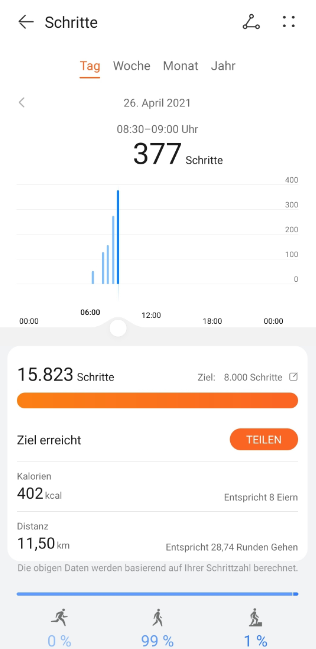 Schritte
Tag Woche Monat Jahr
26. April 2021
08:30–09:00 Uhr
377 Schritte
400
300
200
100
0
00:00 06:00 12:00 18:00 00:00
15.823 Schritte Ziel: 8.000 Schritte
Ziel erreicht TEILEN
Kalorien
402 kcal Entspricht 8 Eiern
Distanz
11,50 km Entspricht 28,74 Runden Gehen
Die obigen Daten werden basierend auf Ihrer Schrittzahl berechnet.
0 % 99 % 1 %